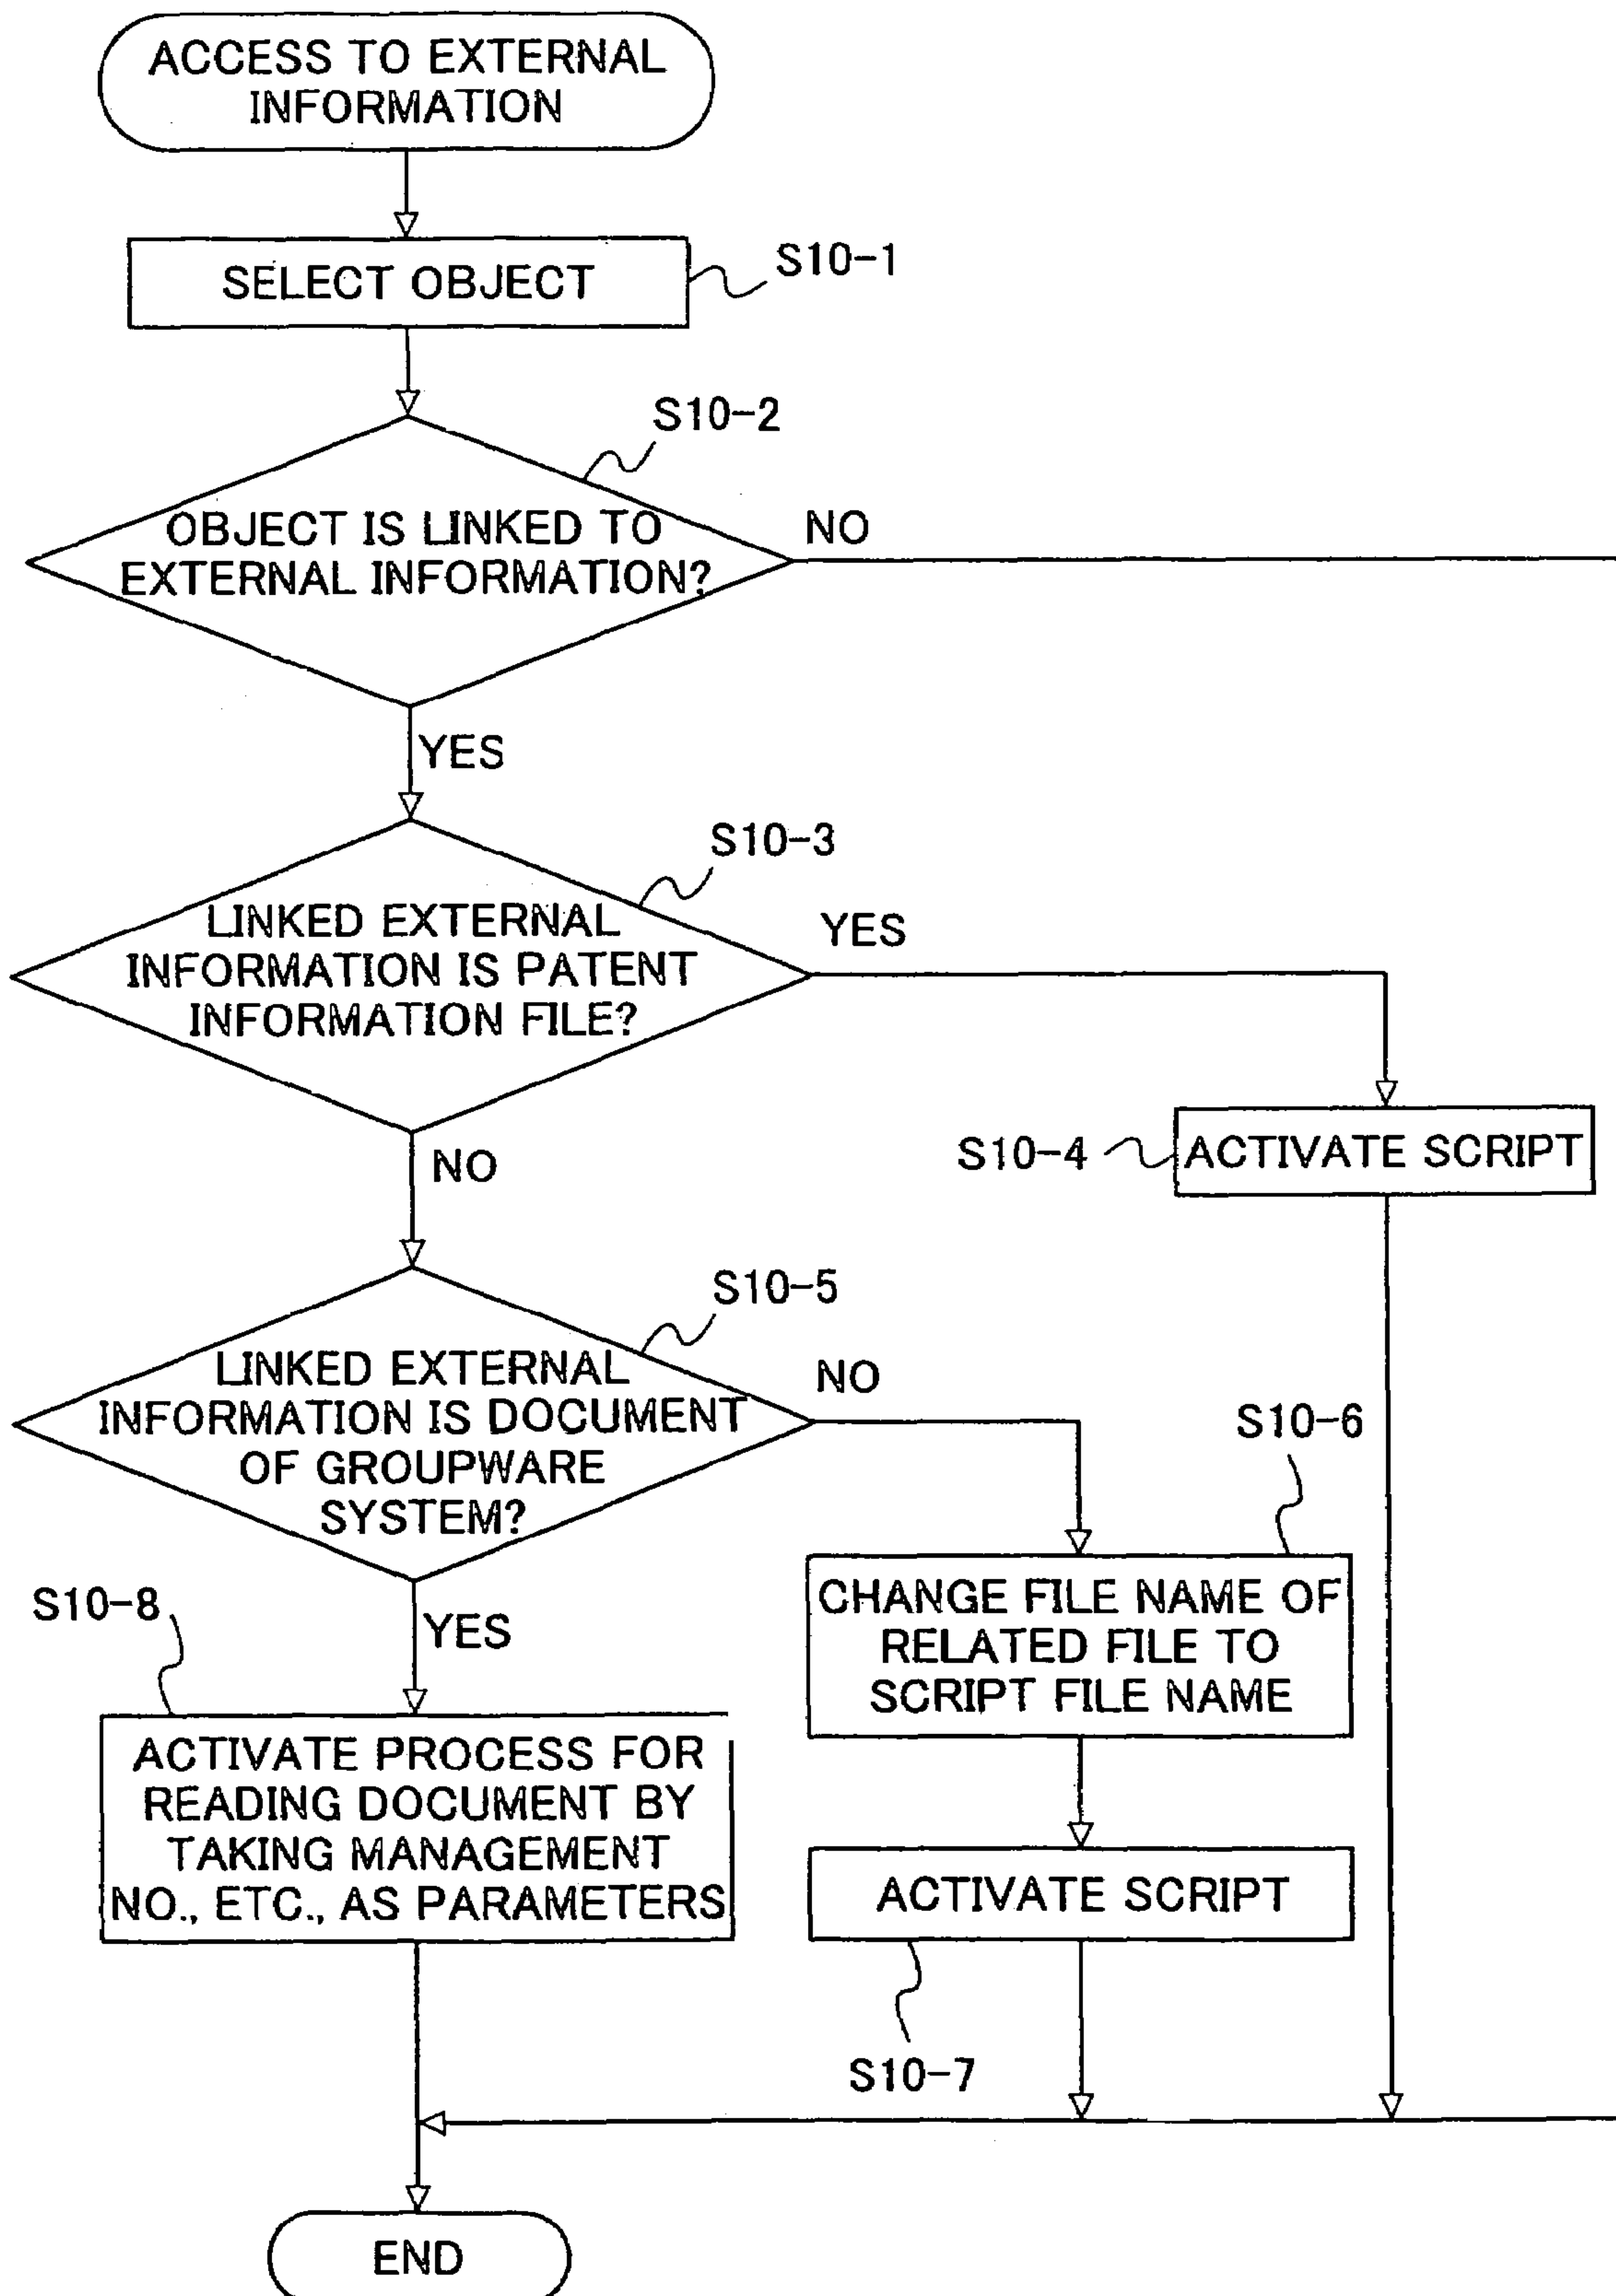 ACCESS TO EXTERNAL
INFORMATION
SELECT OBJECT
S10-1
S10-2
OBJECT IS LINKED TO
EXTERNAL INFORMATION?
NO
YES
S10-3
LINKED EXTERNAL
INFORMATION IS PATENT
INFORMATION FILE?
YES
NO
S10-4
ACTIVATE SCRIPT
S10-5
LINKED EXTERNAL
INFORMATION IS DOCUMENT
OF GROUPWARE
SYSTEM?
NO
YES
S10-6
CHANGE FILE NAME OF
RELATED FILE TO
SCRIPT FILE NAME
S10-8
ACTIVATE PROCESS FOR
READING DOCUMENT BY
TAKING MANAGEMENT
NO., ETC., AS PARAMETERS
ACTIVATE SCRIPT
S10-7
END